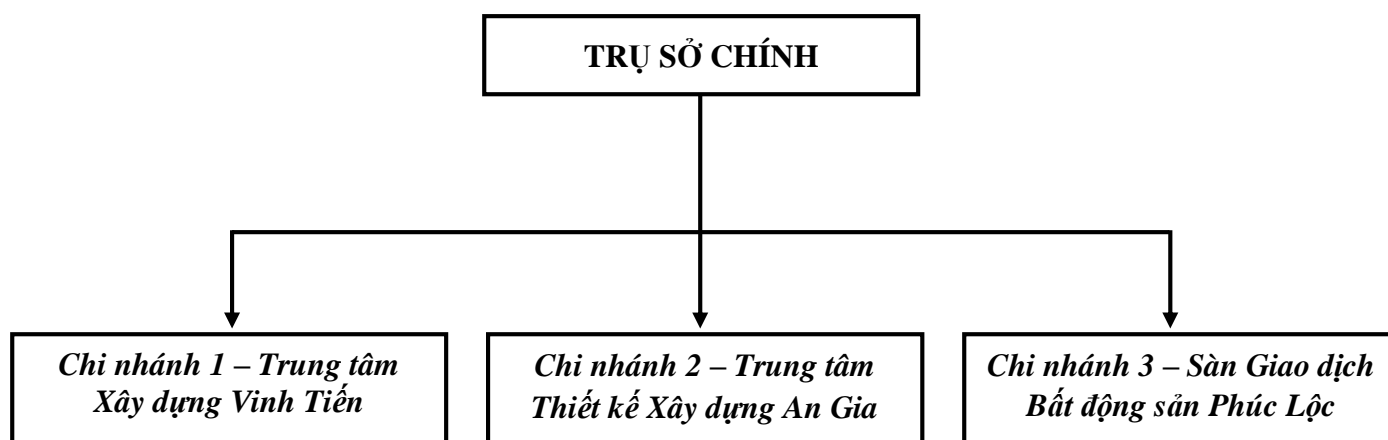 TRỤ SỞ CHÍNH
Chi nhánh 1 – Trung tâm
Xây dựng Vinh Tiến
Chi nhánh 2 – Trung tâm
Thiết kế Xây dựng An Gia
Chi nhánh 3 – Sàn Giao dịch
Bất động sản Phúc Lộc